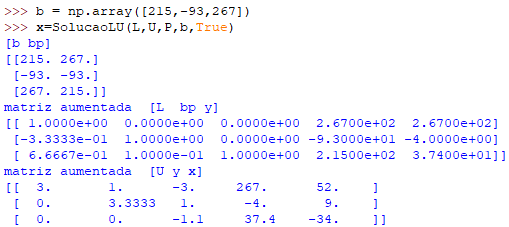 >>> b = np.array([215,-93,267])
>>> x=SolucaoLU(L,U,P,b,True)
[b bp]
[[215. 267.]
 [-93. -93.]
 [267. 215.]]
matriz aumentada  [L  bp y]
[[ 1.0000e+00  0.0000e+00  0.0000e+00  2.6700e+02  2.6700e+02]
 [-3.3333e-01  1.0000e+00  0.0000e+00 -9.3000e+01 -4.0000e+00]
 [ 6.6667e-01  1.0000e-01  1.0000e+00  2.1500e+02  3.7400e+01]]
matriz aumentada  [U y x]
[[  3.      1.     -3.    267.     52.    ]
 [  0.      3.3333  1.     -4.      9.    ]
 [  0.      0.     -1.1    37.4   -34.    ]]